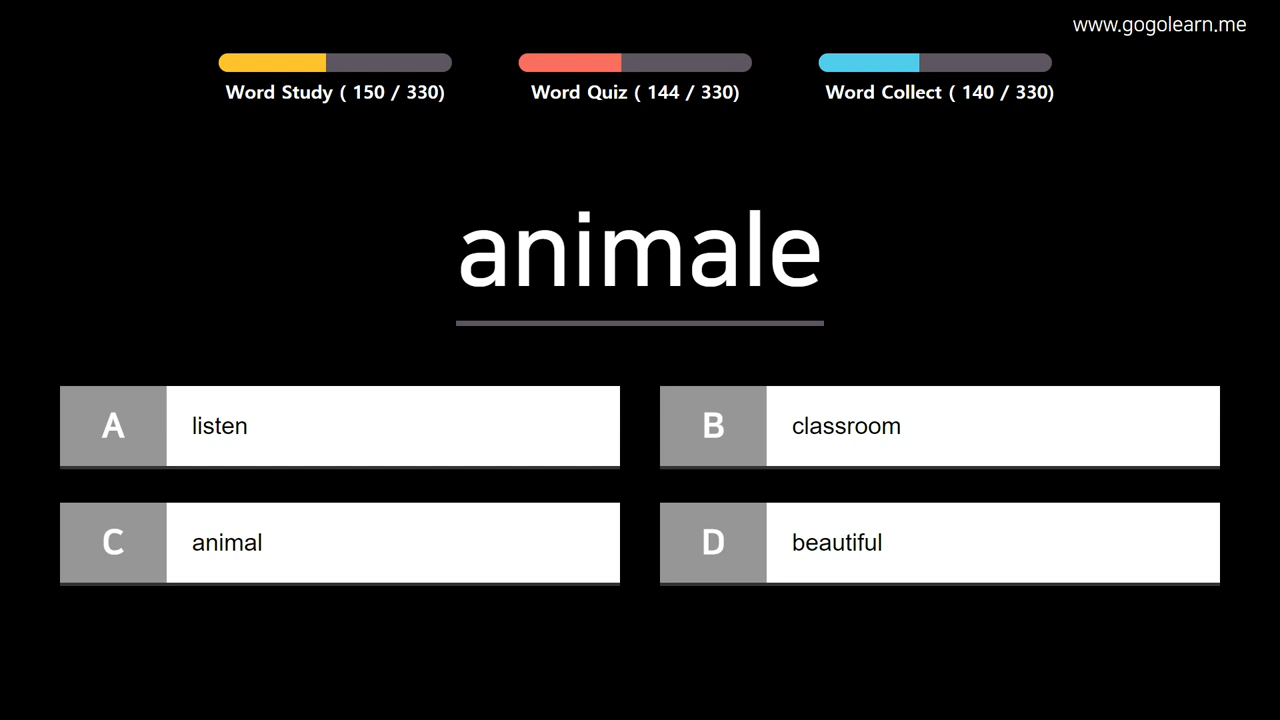 www.gogolearn.me
Word Study ( 150 / 330)
Word Quiz ( 144 / 330)
Word Collect ( 140 / 330)
animale
A listen
B classroom
C animal
D beautiful